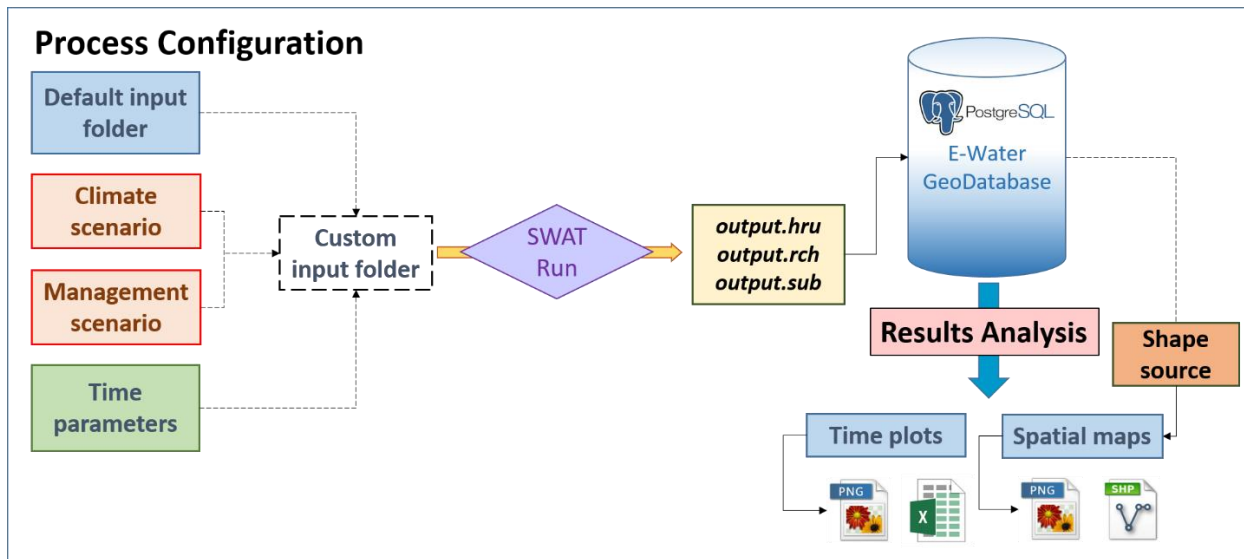 Process Configuration
Default input
folder
Climate
scenario
Management
scenario
Time
parameters
Custom
input folder
SWAT
Run
output.hru
output.rch
output.sub
PostgreSQL
E-Water
GeoDatabase
Results Analysis
Shape
source
Time plots
Spatial maps
PNG
X
PNG
SHP